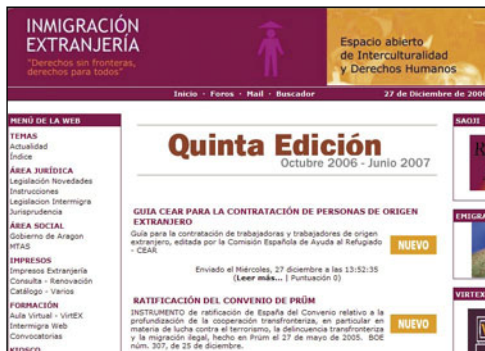 INMIGRACIÓN
EXTRANJERÍA
"Derechos sin fronteras,
derechos para todos"
Espacio abierto
de Interculturalidad
y Derechos Humanos
Inicio · Foros · Mail · Buscador
27 de Diciembre de 2006
MENÚ DE LA WEB
TEMAS
Actualidad
Índice
ÁREA JURÍDICA
Legislación Novedades
Instrucciones
Legislacion Intermigra
Jurisprudencia
ÁREA SOCIAL
Gobierno de Aragon
MTAS
IMPRESOS
Impresos Extranjería
Consulta - Renovación
Catálogo - Varios
FORMACIÓN
Aula Virtual - VirtEX
Intermigra Web
Convocatorias
KIOSCO
Quinta Edición
Octubre 2006 - Junio 2007
GUIA CEAR PARA LA CONTRATACIÓN DE PERSONAS DE ORIGEN
EXTRANJERO
Guía para la contratación de trabajadoras y trabajadores de origen
extranjero, editada por la Comisión Española de Ayuda al Refugiado
- CEAR
NUEVO
Enviado el Miércoles, 27 diciembre a las 13:52:35
(Leer más... | Puntuación 0)
RATIFICACIÓN DEL CONVENIO DE PRÜM
INSTRUMENTO de ratificación de España del Convenio relativo a la
profundización de la cooperación transfronteriza, en particular en
materia de lucha contra el terrorismo, la delincuencia transfronteriza
y la migración ilegal, hecho en Prüm el 27 de mayo de 2005. BOE
núm. 307, de 25 de diciembre.
NUEVO
SAOJI
R
EMIGRA
VIRTEX